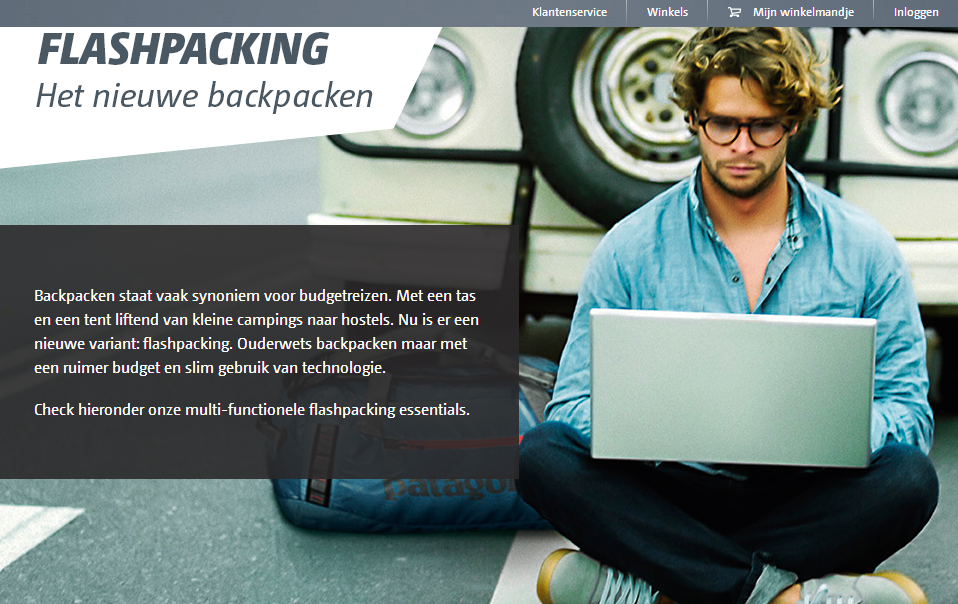 Klantenservice
Winkels
Mijn winkelmandje
Inloggen
FLASHPACKING
Het nieuwe backpacken
Backpacken staat vaak synoniem voor budgetreizen. Met een tas
en een tent liftend van kleine campings naar hostels. Nu is er een
nieuwe variant: flashpacking. Ouderwets backpacken maar met
een ruimer budget en slim gebruik van technologie.
Check hieronder onze multi-functionele flashpacking essentials.
patago